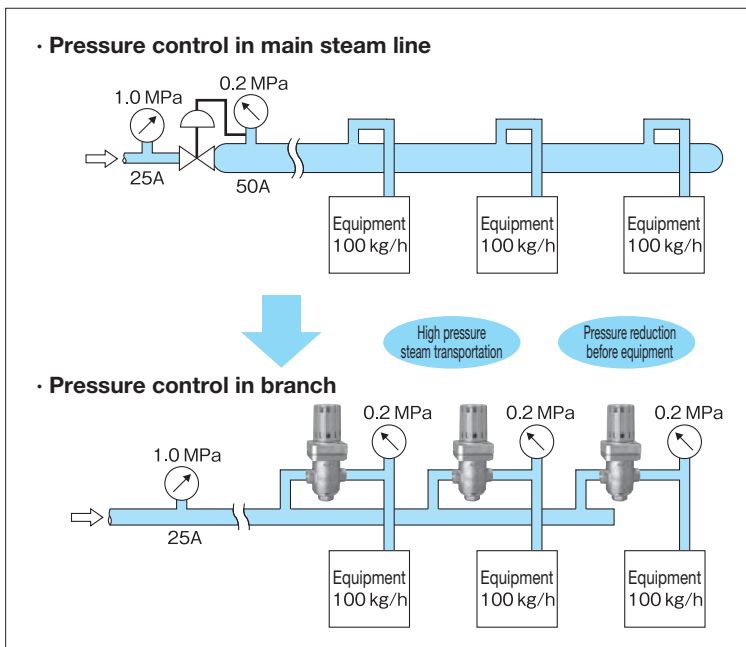 · Pressure control in main steam line
1.0 MPa
0.2 MPa
25A
50A
Equipment
100 kg/h
Equipment
100 kg/h
Equipment
100 kg/h
High pressure
steam transportation
Pressure reduction
before equipment
· Pressure control in branch
0.2 MPa
0.2 MPa
0.2 MPa
1.0 MPa
25A
Equipment
100 kg/h
Equipment
100 kg/h
Equipment
100 kg/h